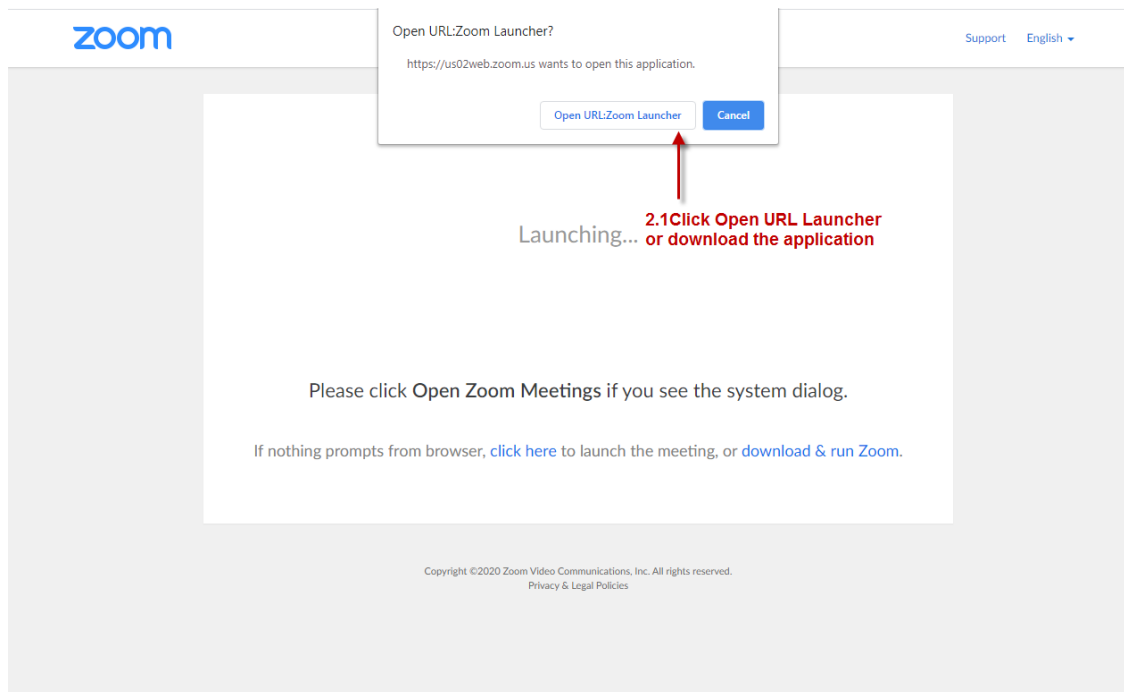 zoom
Open URL:Zoom Launcher?
https://us02web.zoom.us wants to open this application.
Open URL:Zoom Launcher
Cancel
Support
English
2.1Click Open URL Launcher
or download the application
Launching...
Please click Open Zoom Meetings if you see the system dialog.
If nothing prompts from browser, click here to launch the meeting, or download & run Zoom.
Copyright ©2020 Zoom Video Communications, Inc. All rights reserved.
Privacy & Legal Policies